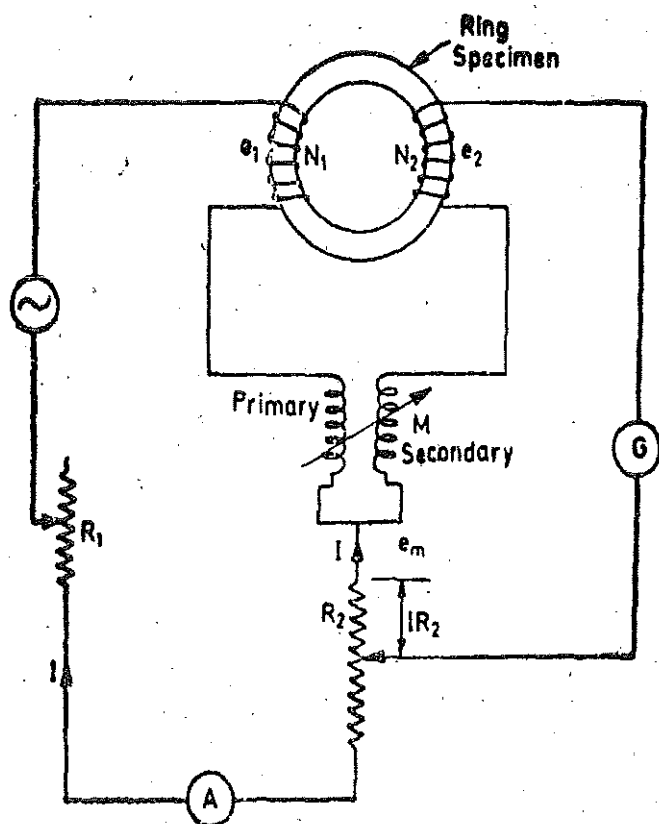 Ring
Specimen
e1 N1 N2 e2
Primary
M
Secondary
G
R1
I
em
R2
IR2
I
A